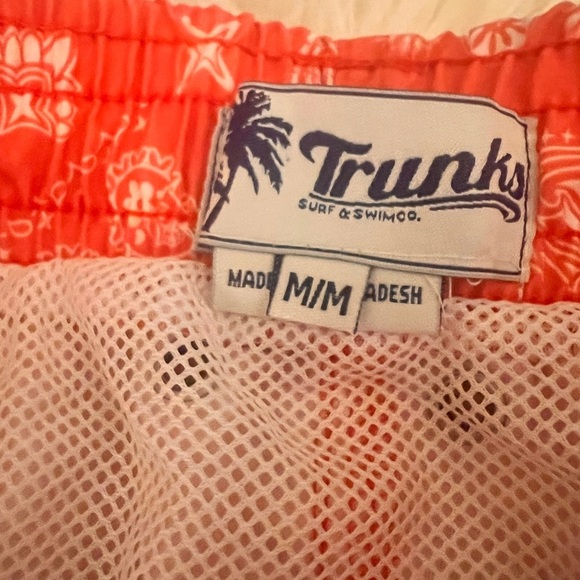 Trunks
SURF & SWIM CO.
MADE M/M ADESH